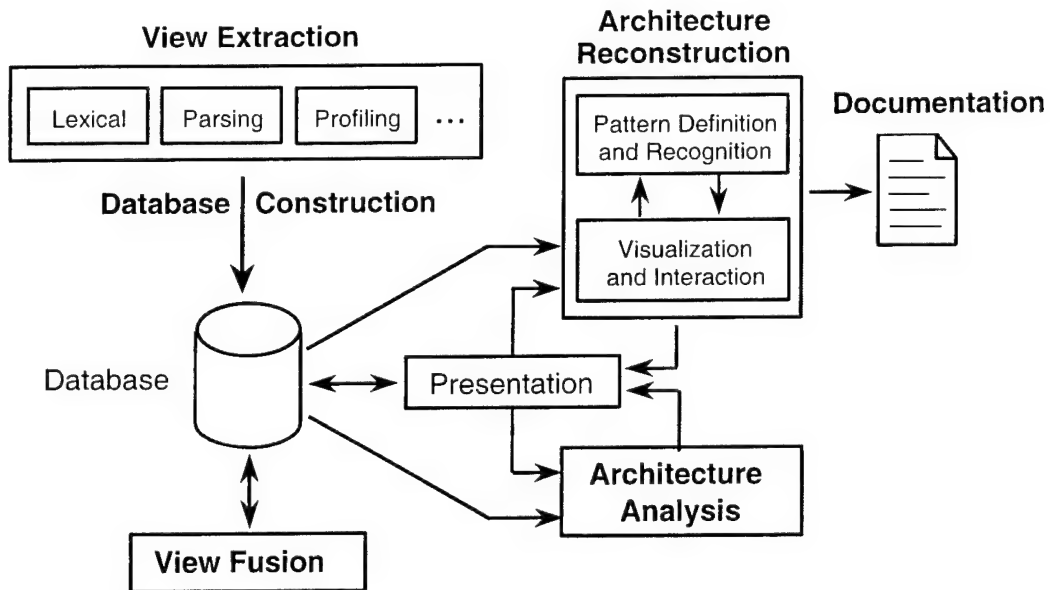 View Extraction
Lexical
Parsing
Profiling
...
Database Construction
Database
View Fusion
Presentation
Architecture
Reconstruction
Pattern Definition
and Recognition
Visualization
and Interaction
Documentation
Architecture
Analysis